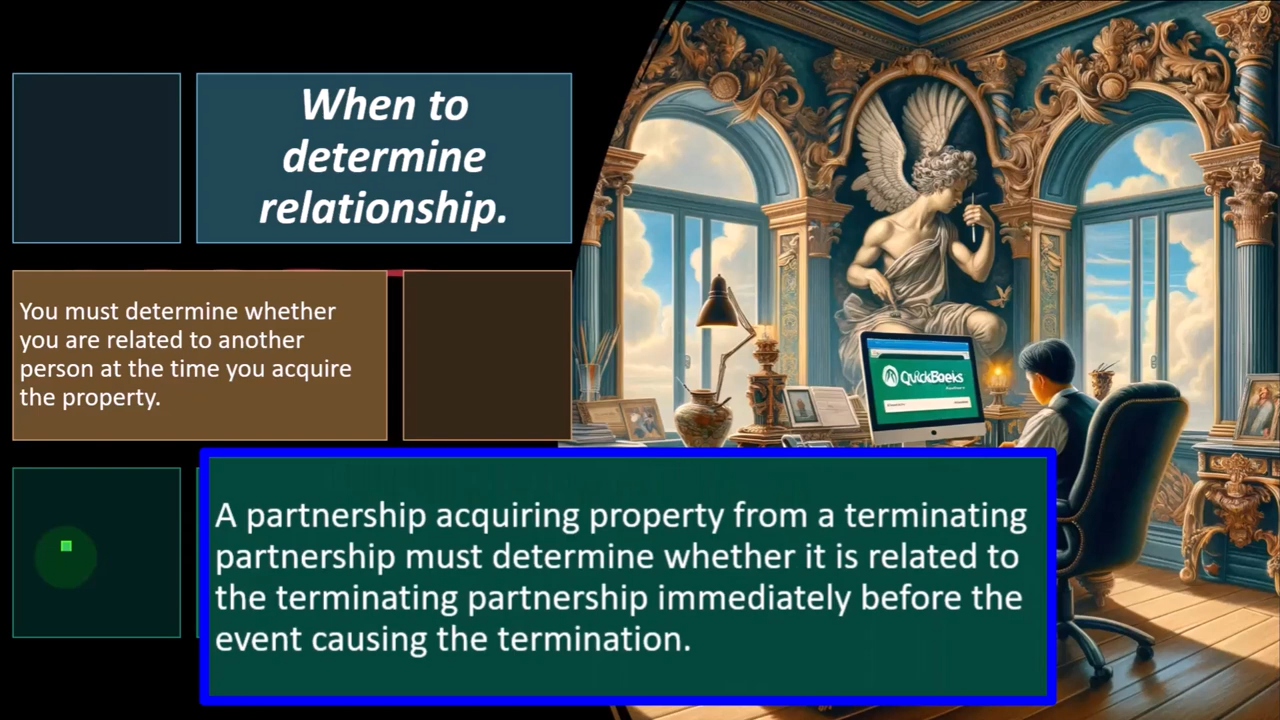 When to
determine
relationship.
You must determine whether
you are related to another
person at the time you acquire
the property.
QuickBooks
A partnership acquiring property from a terminating
partnership must determine whether it is related to
the terminating partnership immediately before the
event causing the termination.